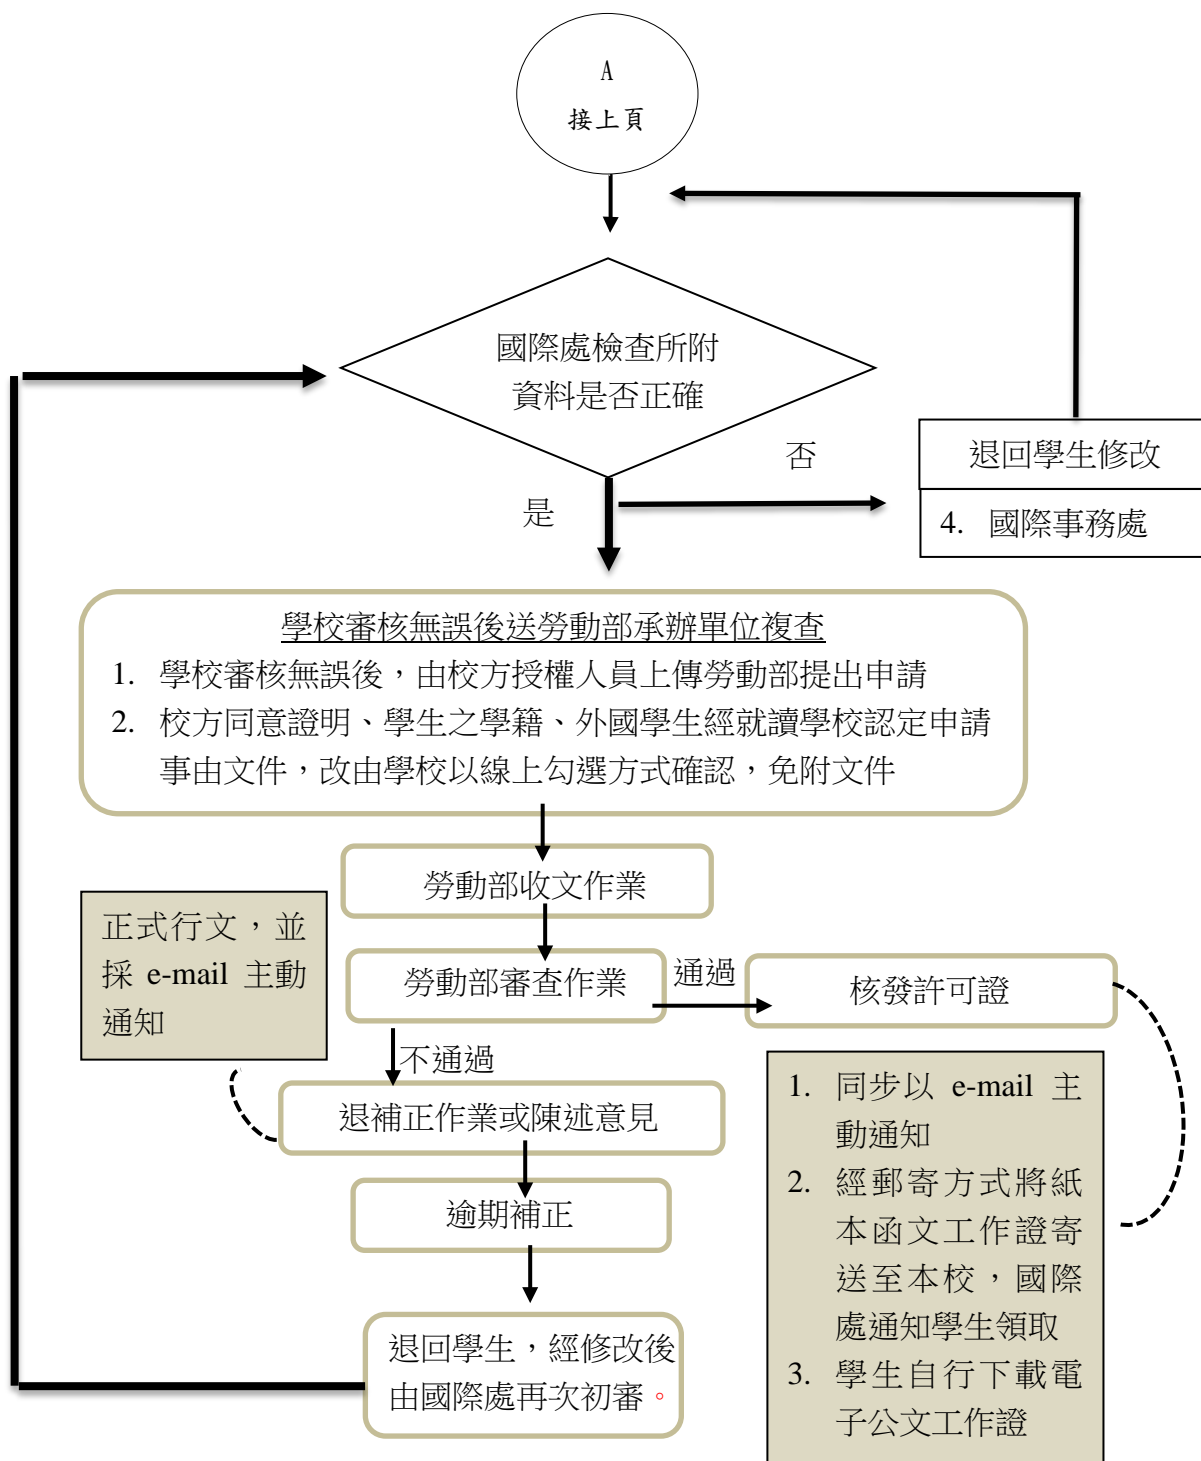 A
接上頁
國際處檢查所附
資料是否正確
否
是
退回學生修改
4. 國際事務處
學校審核無誤後送勞動部承辦單位複查
1. 學校審核無誤後，由校方授權人員上傳勞動部提出申請
2. 校方同意證明、學生之學籍、外國學生經就讀學校認定申請
事由文件，改由學校以線上勾選方式確認，免附文件
勞動部收文作業
正式行文，並
採 e-mail 主動
通知
勞動部審查作業
通過
核發許可證
不通過
退補正作業或陳述意見
逾期補正
退回學生，經修改後
由國際處再次初審。
1. 同步以 e-mail 主
動通知
2. 經郵寄方式將紙
本函文工作證寄
送至本校，國際
處通知學生領取
3. 學生自行下載電
子公文工作證